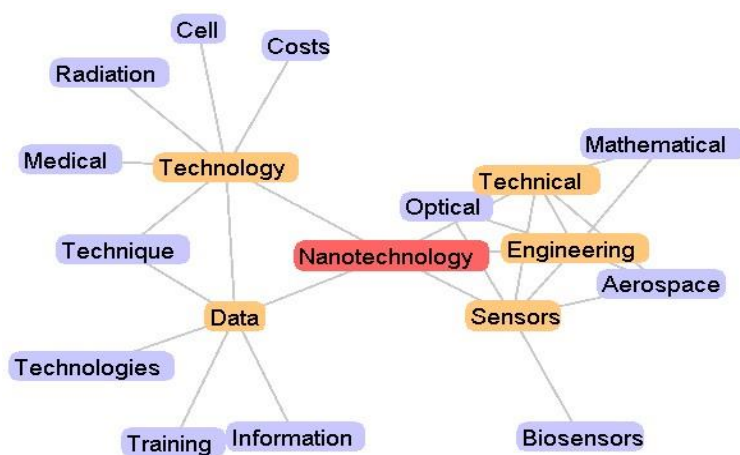 Cell
Costs
Radiation
Mathematical
Medical
Technology
Technical
Optical
Technique
Nanotechnology
Engineering
Aerospace
Data
Sensors
Technologies
Training
Information
Biosensors